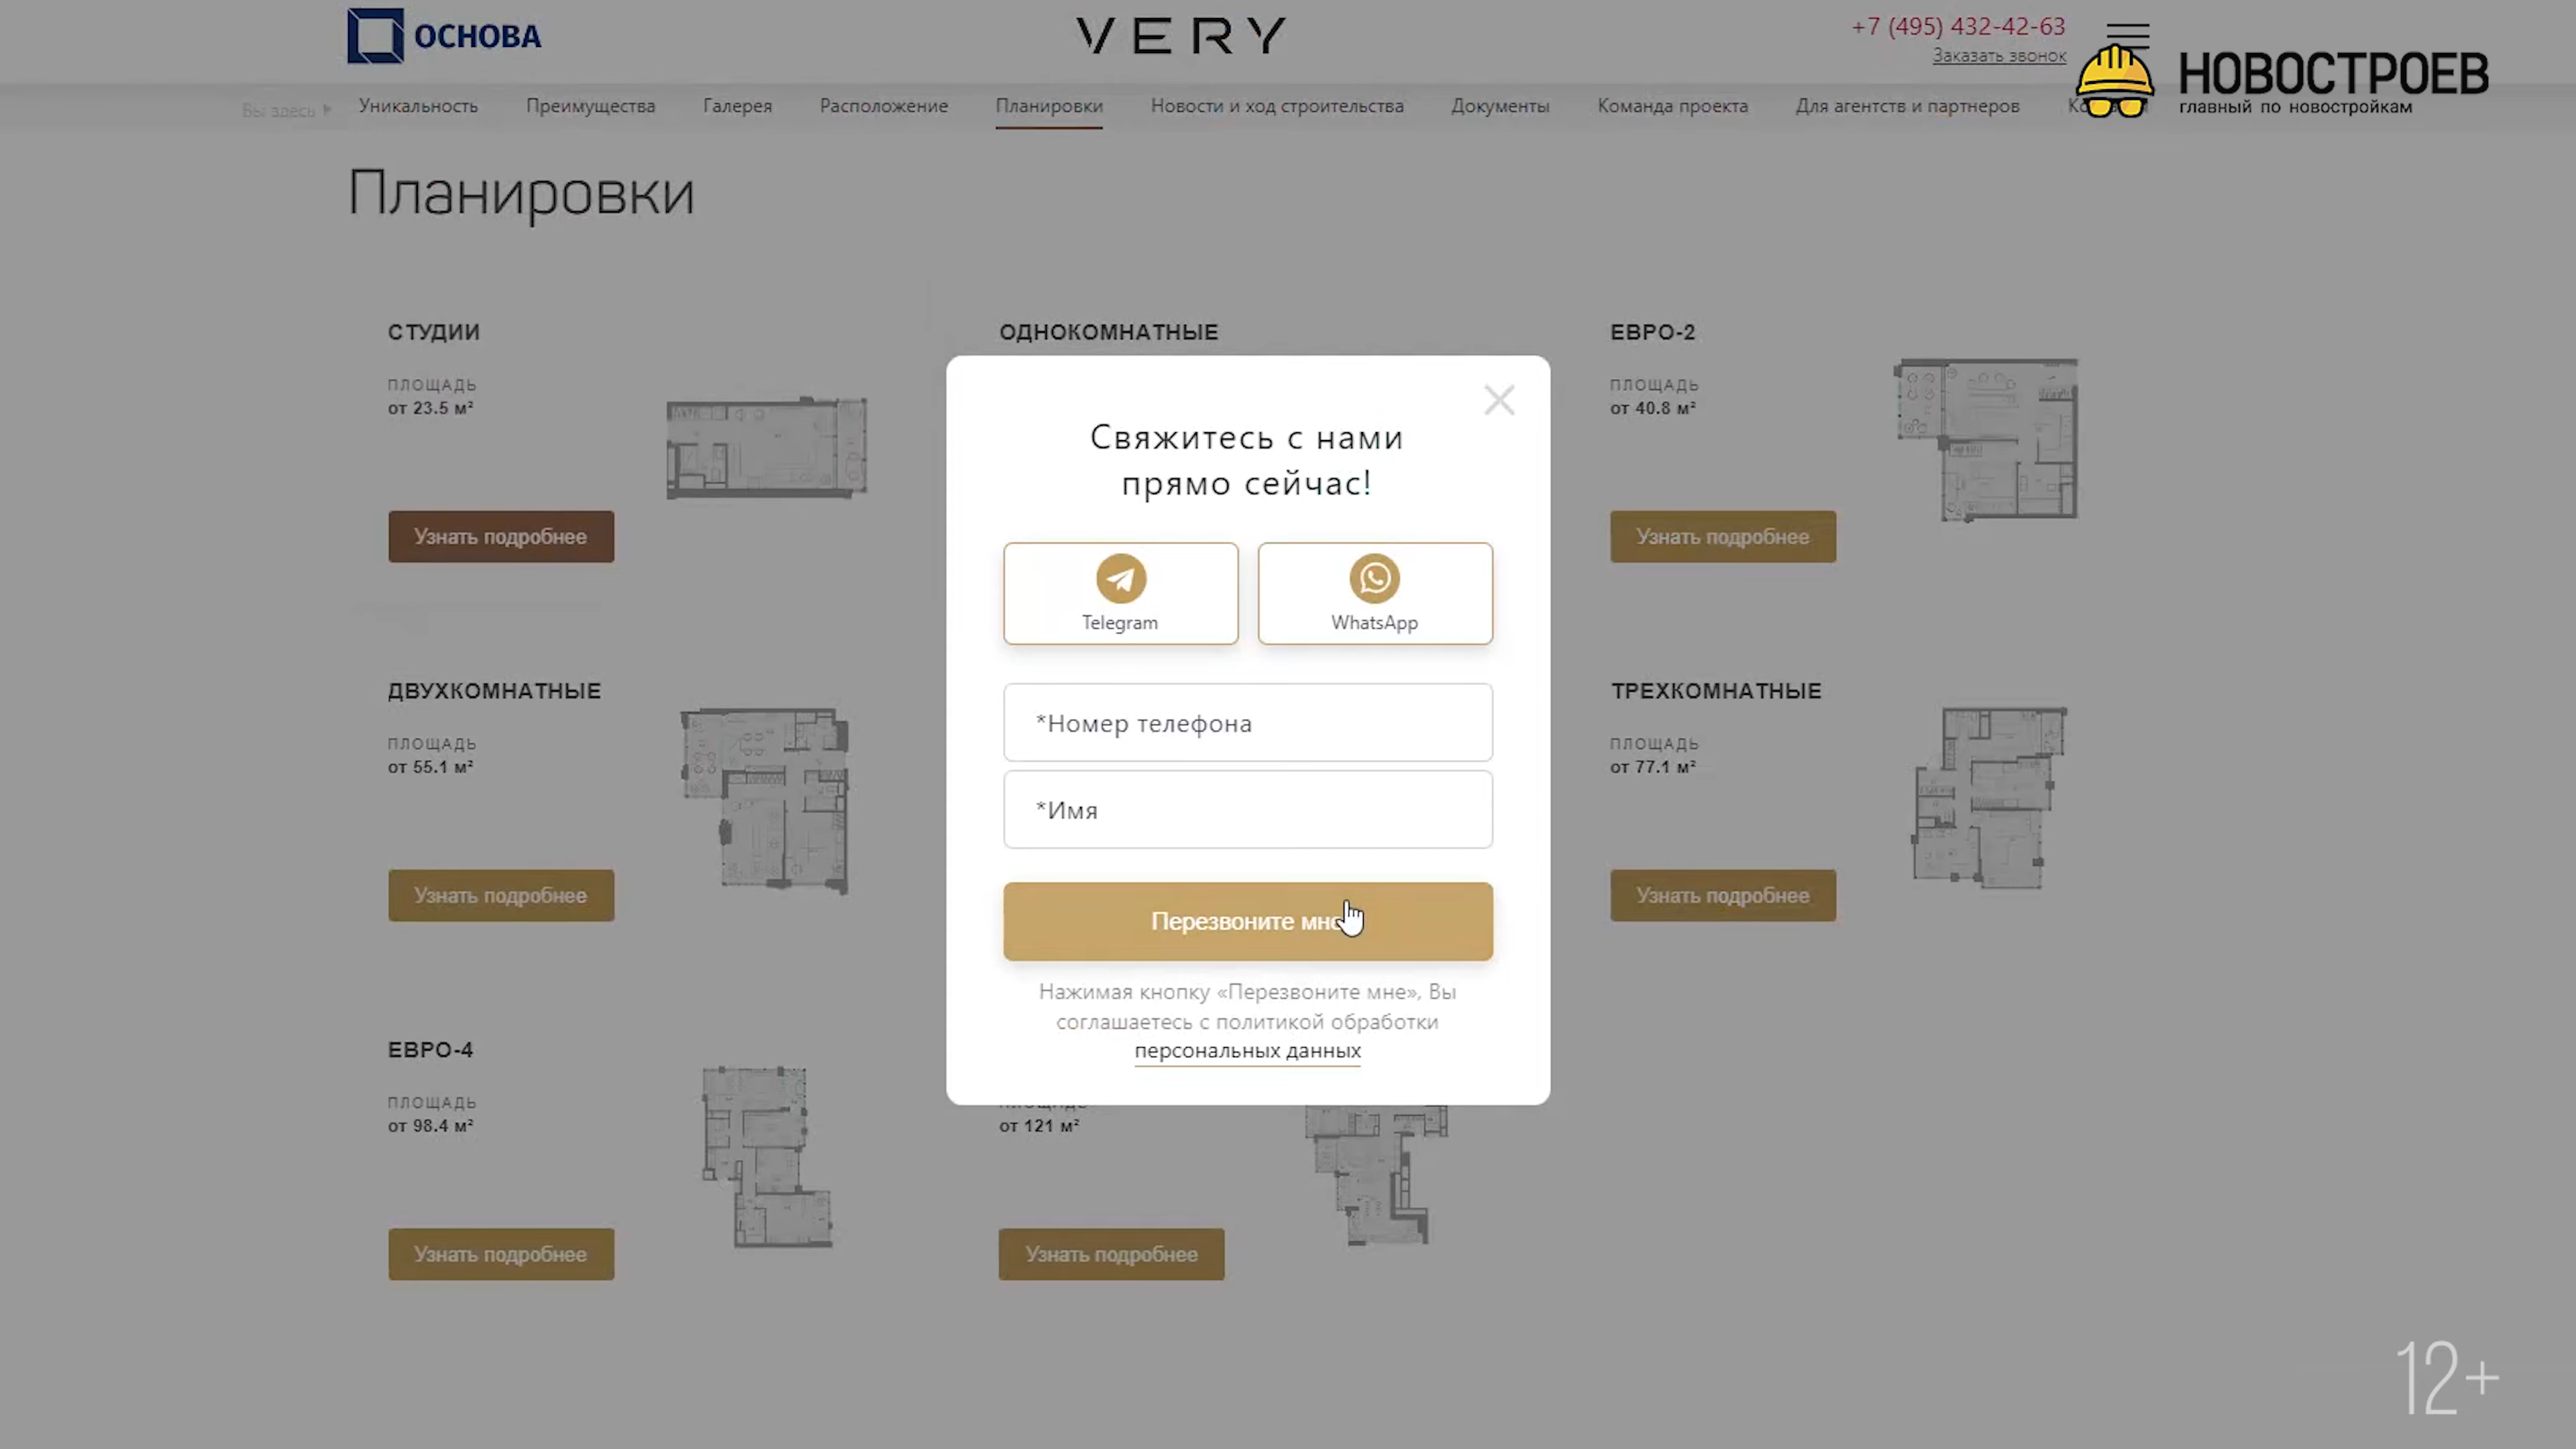 ОСНОВА
VERY
+7 (495) 432-42-63
Заказать звонок
НОВОСТРОЕВ
главный по новостройкам
Вы здесь
Уникальность
Преимущества
Галерея
Расположение
Планировки
Новости и ход строительства
Документы
Команда проекта
Для агентств и партнеров
Планировки
СТУДИИ
ПЛОЩАДЬ
от 23.5 м²
Узнать подробнее
ОДНОКОМНАТНЫЕ
ЕВРО-2
ПЛОЩАДЬ
от 40.8 м²
Узнать подробнее
Свяжитесь с нами
прямо сейчас!
Telegram
WhatsApp
*Номер телефона
*Имя
Перезвоните мне
Нажимая кнопку «Перезвоните мне», Вы
соглашаетесь с политикой обработки
персональных данных
ДВУХКОМНАТНЫЕ
ПЛОЩАДЬ
от 55.1 м²
Узнать подробнее
ТРЕХКОМНАТНЫЕ
ПЛОЩАДЬ
от 77.1 м²
Узнать подробнее
ЕВРО-4
ПЛОЩАДЬ
от 98.4 м²
Узнать подробнее
ПЛОЩАДЬ
от 121 м²
Узнать подробнее
12+